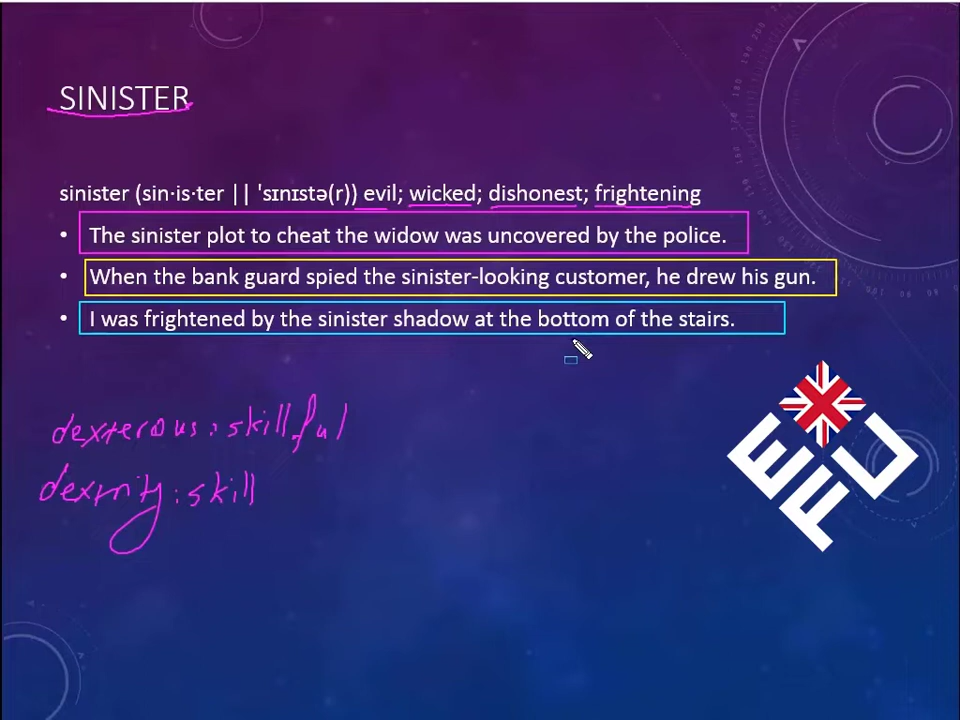 SINISTER
sinister (sin·is·ter || 'sɪnɪstə(r)) evil; wicked; dishonest; frightening
• The sinister plot to cheat the widow was uncovered by the police.
• When the bank guard spied the sinister-looking customer, he drew his gun.
• I was frightened by the sinister shadow at the bottom of the stairs.
dexterous : skillful
dexterity : skill
EFU